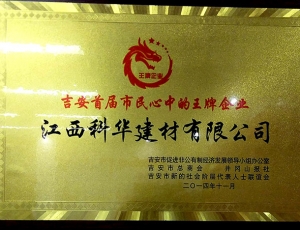 王牌企业
吉安首届市民心中的王牌企业
江西科华建材有限公司
吉安市促进非公有制经济发展领导小组办公室
吉安市总商会 井冈山报社
吉安市新的社会阶层代表人士联谊会
二〇一四年十一月